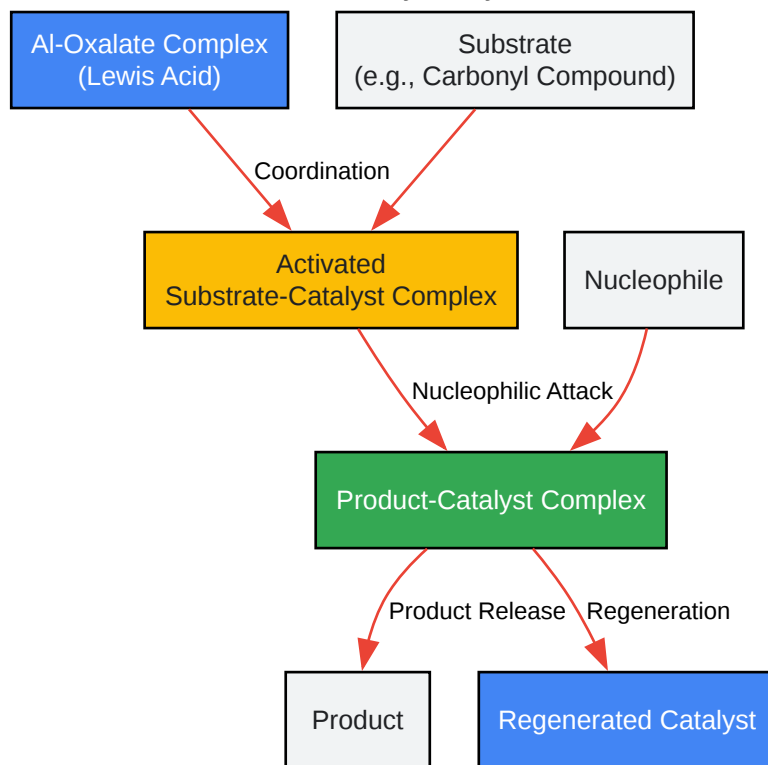 Al-Oxalate Complex
(Lewis Acid)
Substrate
(e.g., Carbonyl Compound)
Coordination
Activated
Substrate-Catalyst Complex
Nucleophile
Nucleophilic Attack
Product-Catalyst Complex
Product Release
Regeneration
Product
Regenerated Catalyst